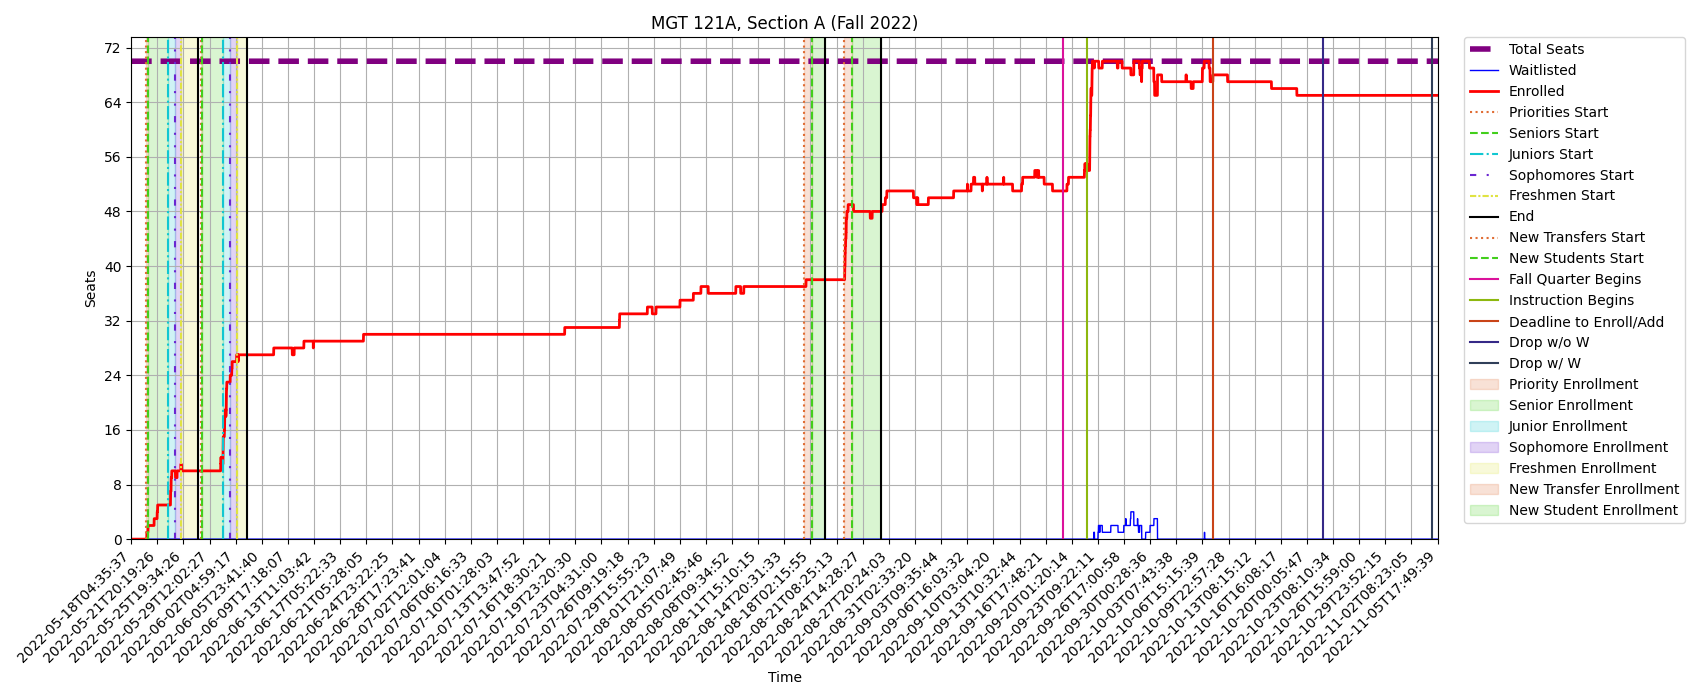 MGT 121A, Section A (Fall 2022)
Seats
72
64
56
48
40
32
24
16
8
0
2022-05-18T04:35:37
2022-05-21T20:19:26
2022-05-25T19:34:26
2022-05-29T12:02:27
2022-06-02T04:59:17
2022-06-05T23:41:40
2022-06-09T17:18:07
2022-06-13T11:03:42
2022-06-17T05:22:33
2022-06-21T05:28:05
2022-06-24T23:22:25
2022-06-28T17:23:41
2022-07-02T12:01:04
2022-07-06T06:16:33
2022-07-10T01:28:03
2022-07-13T13:47:52
2022-07-16T18:30:21
2022-07-19T23:20:30
2022-07-23T04:31:00
2022-07-26T09:19:18
2022-07-29T15:55:23
2022-08-01T21:07:49
2022-08-05T02:45:46
2022-08-08T09:34:52
2022-08-11T15:10:15
2022-08-14T20:31:33
2022-08-18T02:15:55
2022-08-21T08:25:13
2022-08-24T14:28:27
2022-08-27T20:24:03
2022-08-31T02:33:20
2022-09-03T09:35:44
2022-09-06T16:03:32
2022-09-10T03:04:20
2022-09-13T10:32:44
2022-09-16T17:48:21
2022-09-20T01:20:14
2022-09-23T09:22:11
2022-09-26T17:00:58
2022-09-30T00:28:36
2022-10-03T07:43:38
2022-10-06T15:15:39
2022-10-09T22:57:28
2022-10-13T08:15:12
2022-10-16T16:08:17
2022-10-20T00:05:47
2022-10-23T08:10:34
2022-10-26T15:59:00
2022-10-29T23:52:15
2022-11-02T08:23:05
2022-11-05T17:49:39
Time
Total Seats
Waitlisted
Enrolled
Priorities Start
Seniors Start
Juniors Start
Sophomores Start
Freshmen Start
End
New Transfers Start
New Students Start
Fall Quarter Begins
Instruction Begins
Deadline to Enroll/Add
Drop w/o W
Drop w/ W
Priority Enrollment
Senior Enrollment
Junior Enrollment
Sophomore Enrollment
Freshmen Enrollment
New Transfer Enrollment
New Student Enrollment